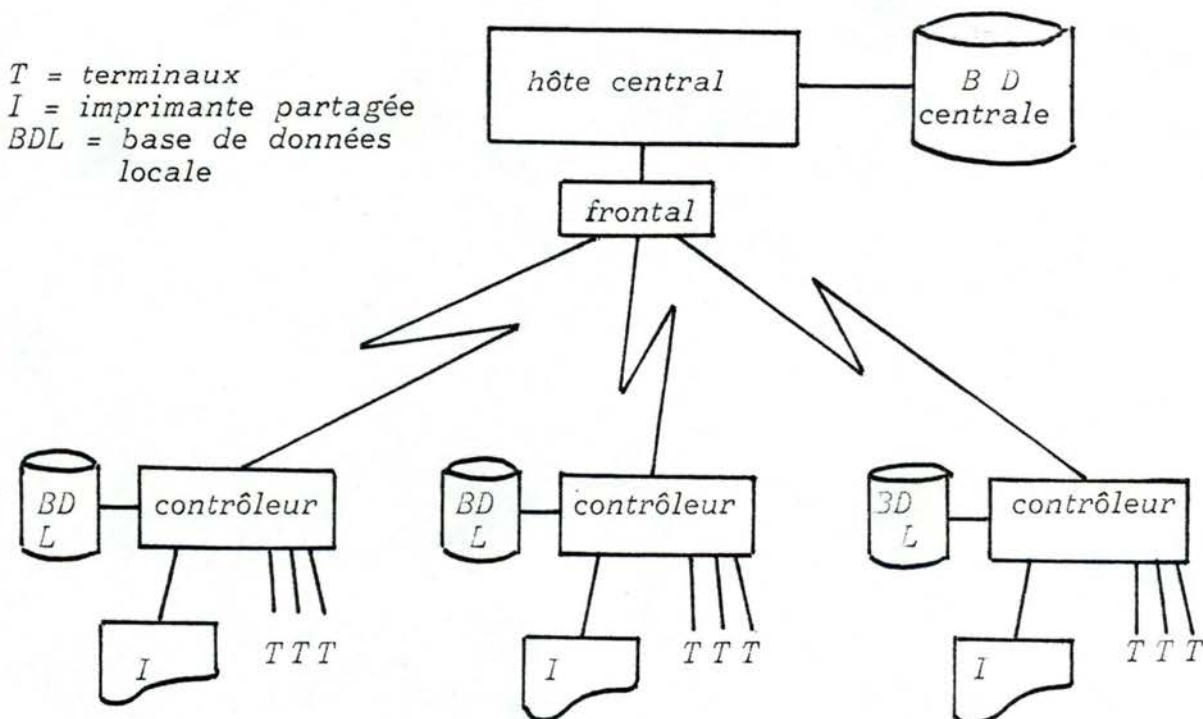 T = terminaux
I = imprimante partagée
BDL = base de données
locale
hôte central
B D
centrale
frontal
BD
L
contrôleur
BD
L
contrôleur
BD
L
contrôleur
I
T T T
I
T T T
I
T T T